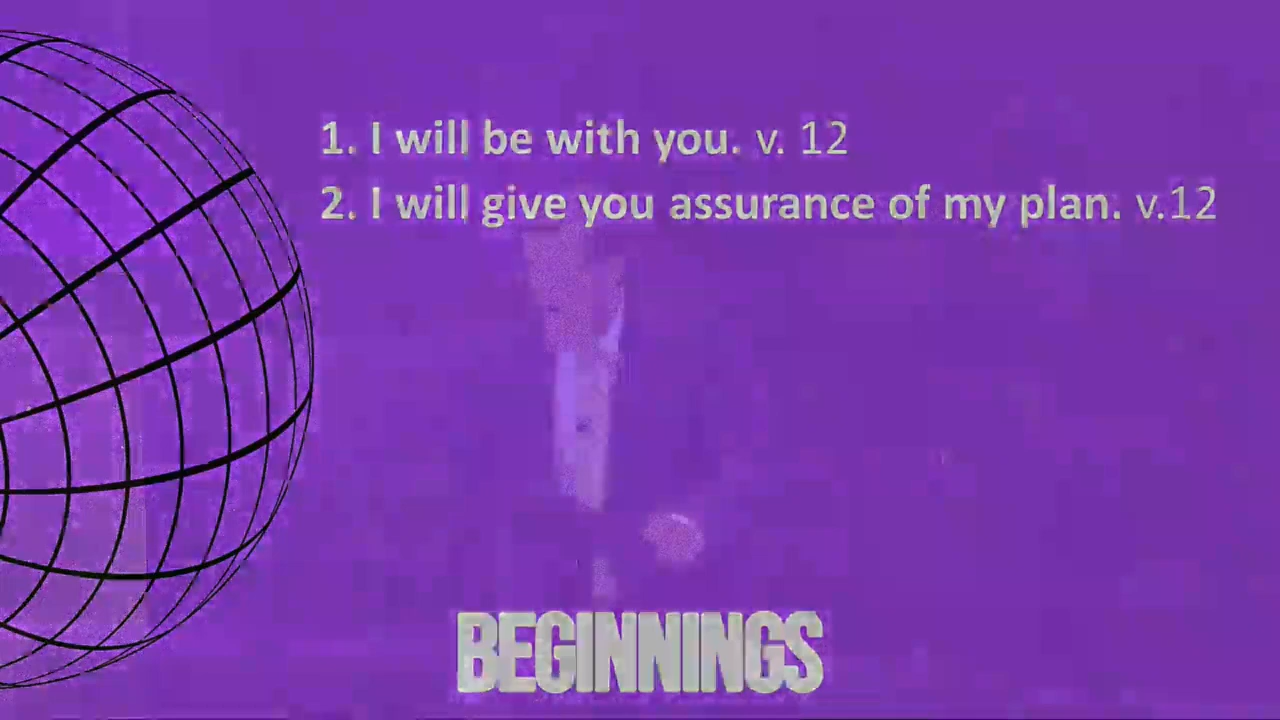 1. I will be with you. v. 12
2. I will give you assurance of my plan. v.12
BEGINNINGS